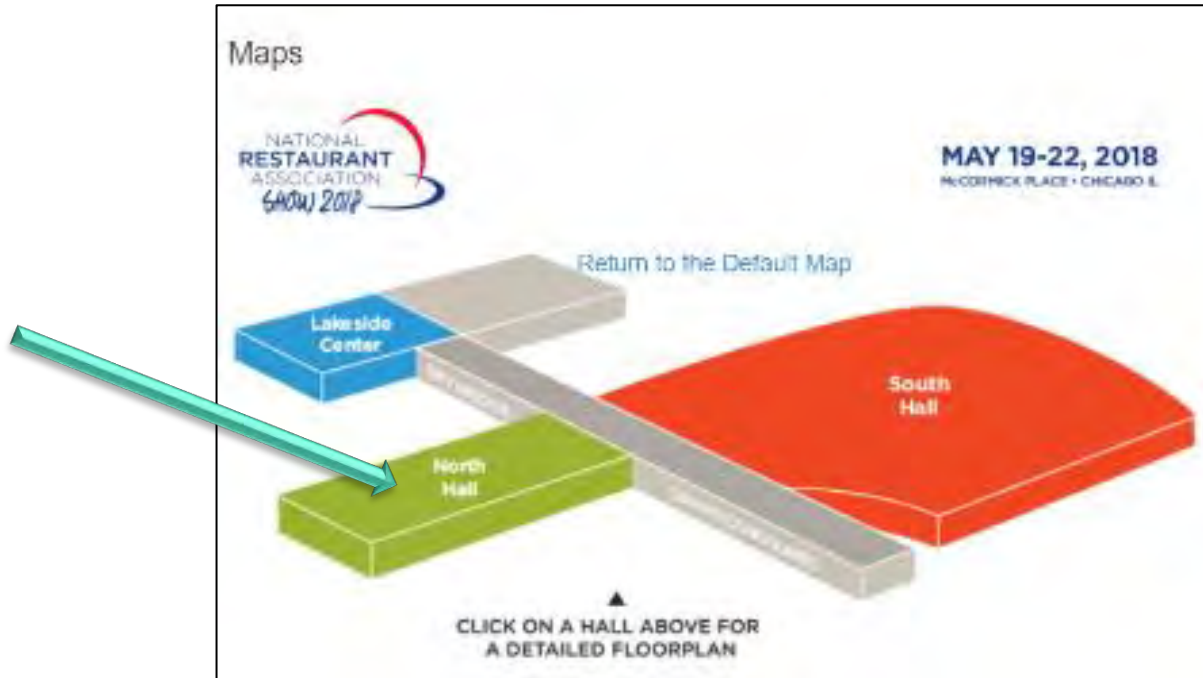 Maps
NATIONAL
RESTAURANT
ASSOCIATION
SHOW 2018
MAY 19-22, 2018
McCORMICK PLACE • CHICAGO IL
Return to the Default Map
Lakeside
Center
South
Hall
North
Hall
▲
CLICK ON A HALL ABOVE FOR
A DETAILED FLOORPLAN